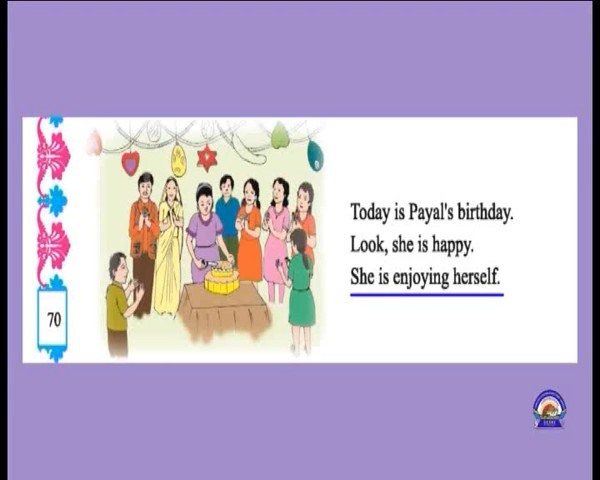 Today is Payal's birthday.
Look, she is happy.
She is enjoying herself.
70